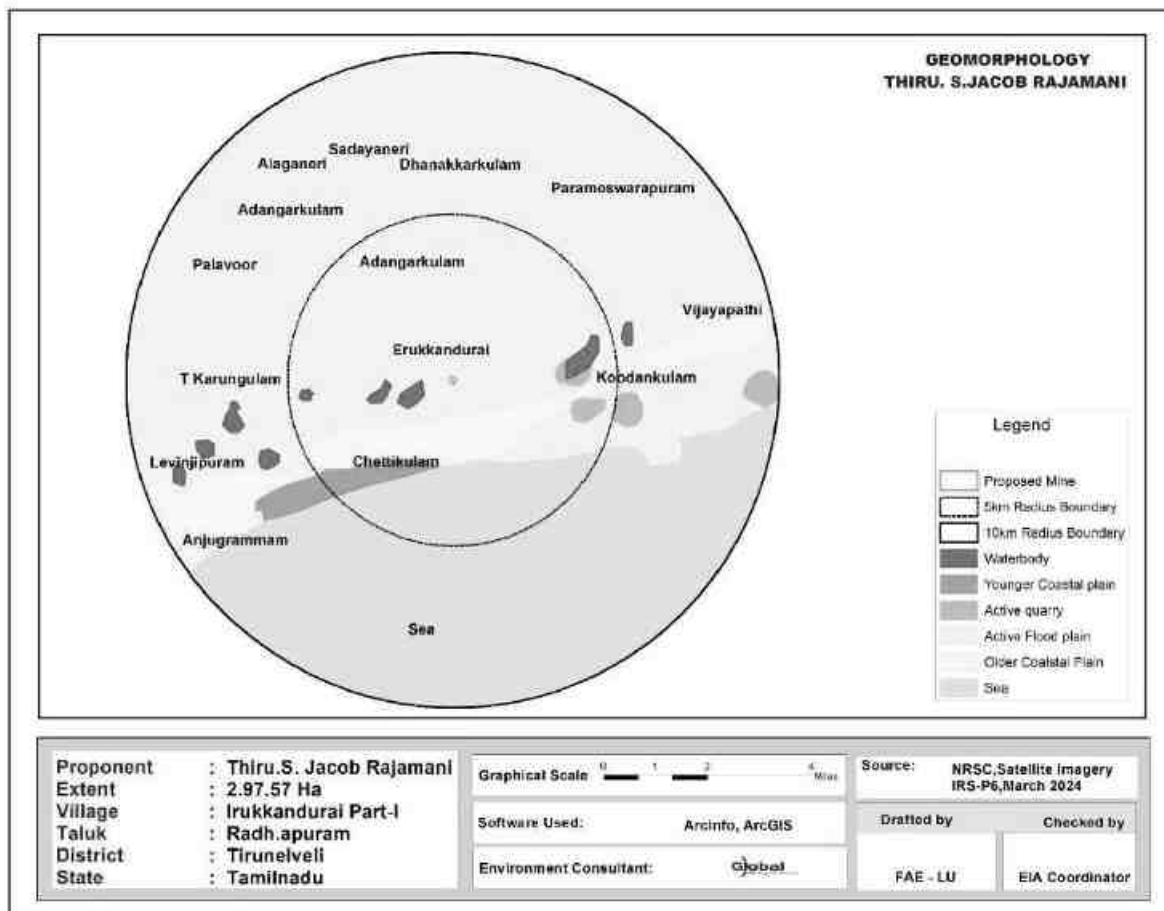 GEOMORPHOLOGY
THIRU. S.JACOB RAJAMANI
Sadayaneri
Alaganeri
Dhanakkarkulam
Paramoswarapuram
Adangarkulam
Palavoor
Adangarkulam
Vijayapathi
Erukkandurai
T Karungulam
Koodankulam
Levinjipuram
Chettikulam
Anjugrammam
Sea
Legend
Proposed Mine
5km Radius Boundary
10km Radius Boundary
Waterbody
Younger Coastal plain
Active quarry
Active Flood plain
Older Coalstal Plain
Sea
Proponent : Thiru.S. Jacob Rajamani
Extent : 2.97.57 Ha
Village : Irukkandurai Part-I
Taluk : Radh.apuram
District : Tirunelveli
State : Tamilnadu
Graphical Scale 0 1 2 4
Miles
Software Used: Arcinfo, ArcGIS
Environment Consultant: Global
Source: NRSC,Satellite Imagery
IRS-P6,March 2024
Drafted by Checked by
FAE - LU EIA Coordinator